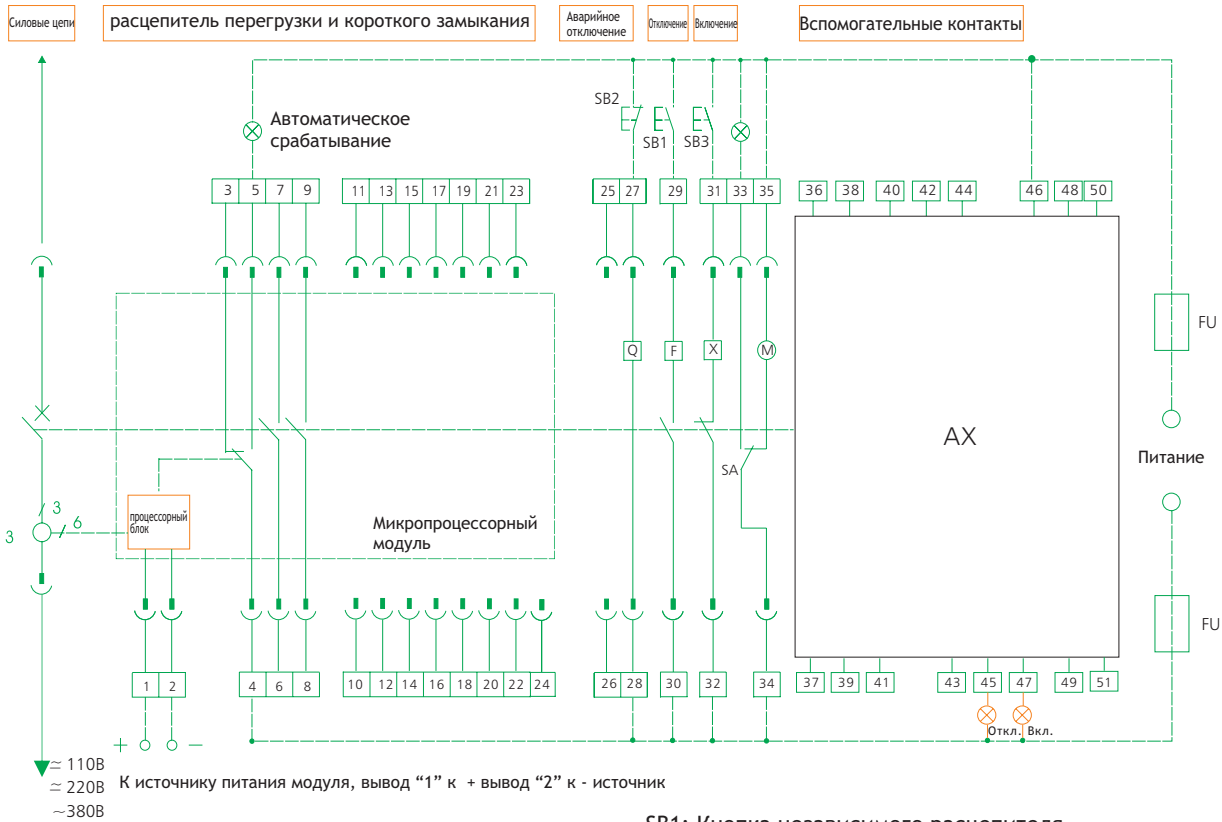 Силовые цепи
расцепитель перегрузки и короткого замыкания
Аварийное
отключение
Отключение
Включение
Вспомогательные контакты
Автоматическое
срабатывание
SB2
SB1
SB3
3 5 7 9
11 13 15 17 19 21 23
25 27
29
31 33 35
36 38 40 42 44 46 48 50
FU
Q
F
X
M
AX
SA
Питание
процессорный
блок
3
3
6
Микропроцессорный
модуль
FU
1 2
4 6 8
10 12 14 16 18 20 22 24
26 28
30
32
34
37 39 41 43 45 47 49 51
Откл. Вкл.
+ −
≃ 110В
≃ 220В
~380В
К источнику питания модуля, вывод “1” к + вывод “2” к - источник
SB1: Кнопка независимого расцепителя